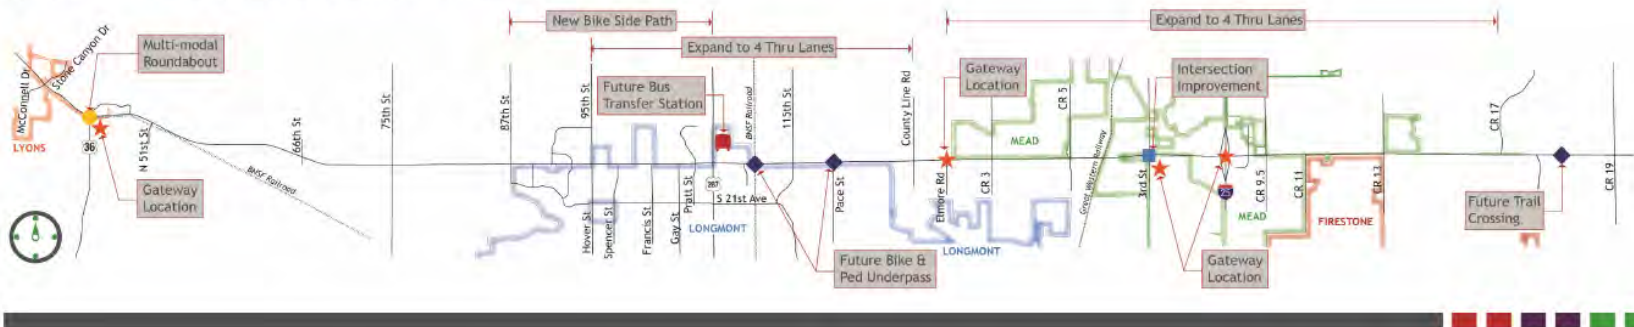 New Bike Side Path
Expand to 4 Thru Lanes
Expand to 4 Thru Lanes
Multi-modal
Roundabout
Future Bus
Transfer Station
Gateway
Location
Intersection
Improvement
McConnell Dr
Stone Canyon Dr
LYONS
36
Gateway
Location
N 51st St
66th St
BNSF Railroad
75th St
87th St
95th St
Hover St
Spencer St
Francis St
Gay St
Pratt St
287
S 21st Ave
LONGMONT
BNSF Railroad
115th St
Pace St
Future Bike &
Ped Underpass
County Line Rd
Elmore Rd
LONGMONT
CR 3
MEAD
CR 5
Great Western Railway
3rd St
25
Gateway
Location
CR 9.5
MEAD
CR 11
FIRESTONE
CR 13
CR 17
Future Trail
Crossing
CR 19